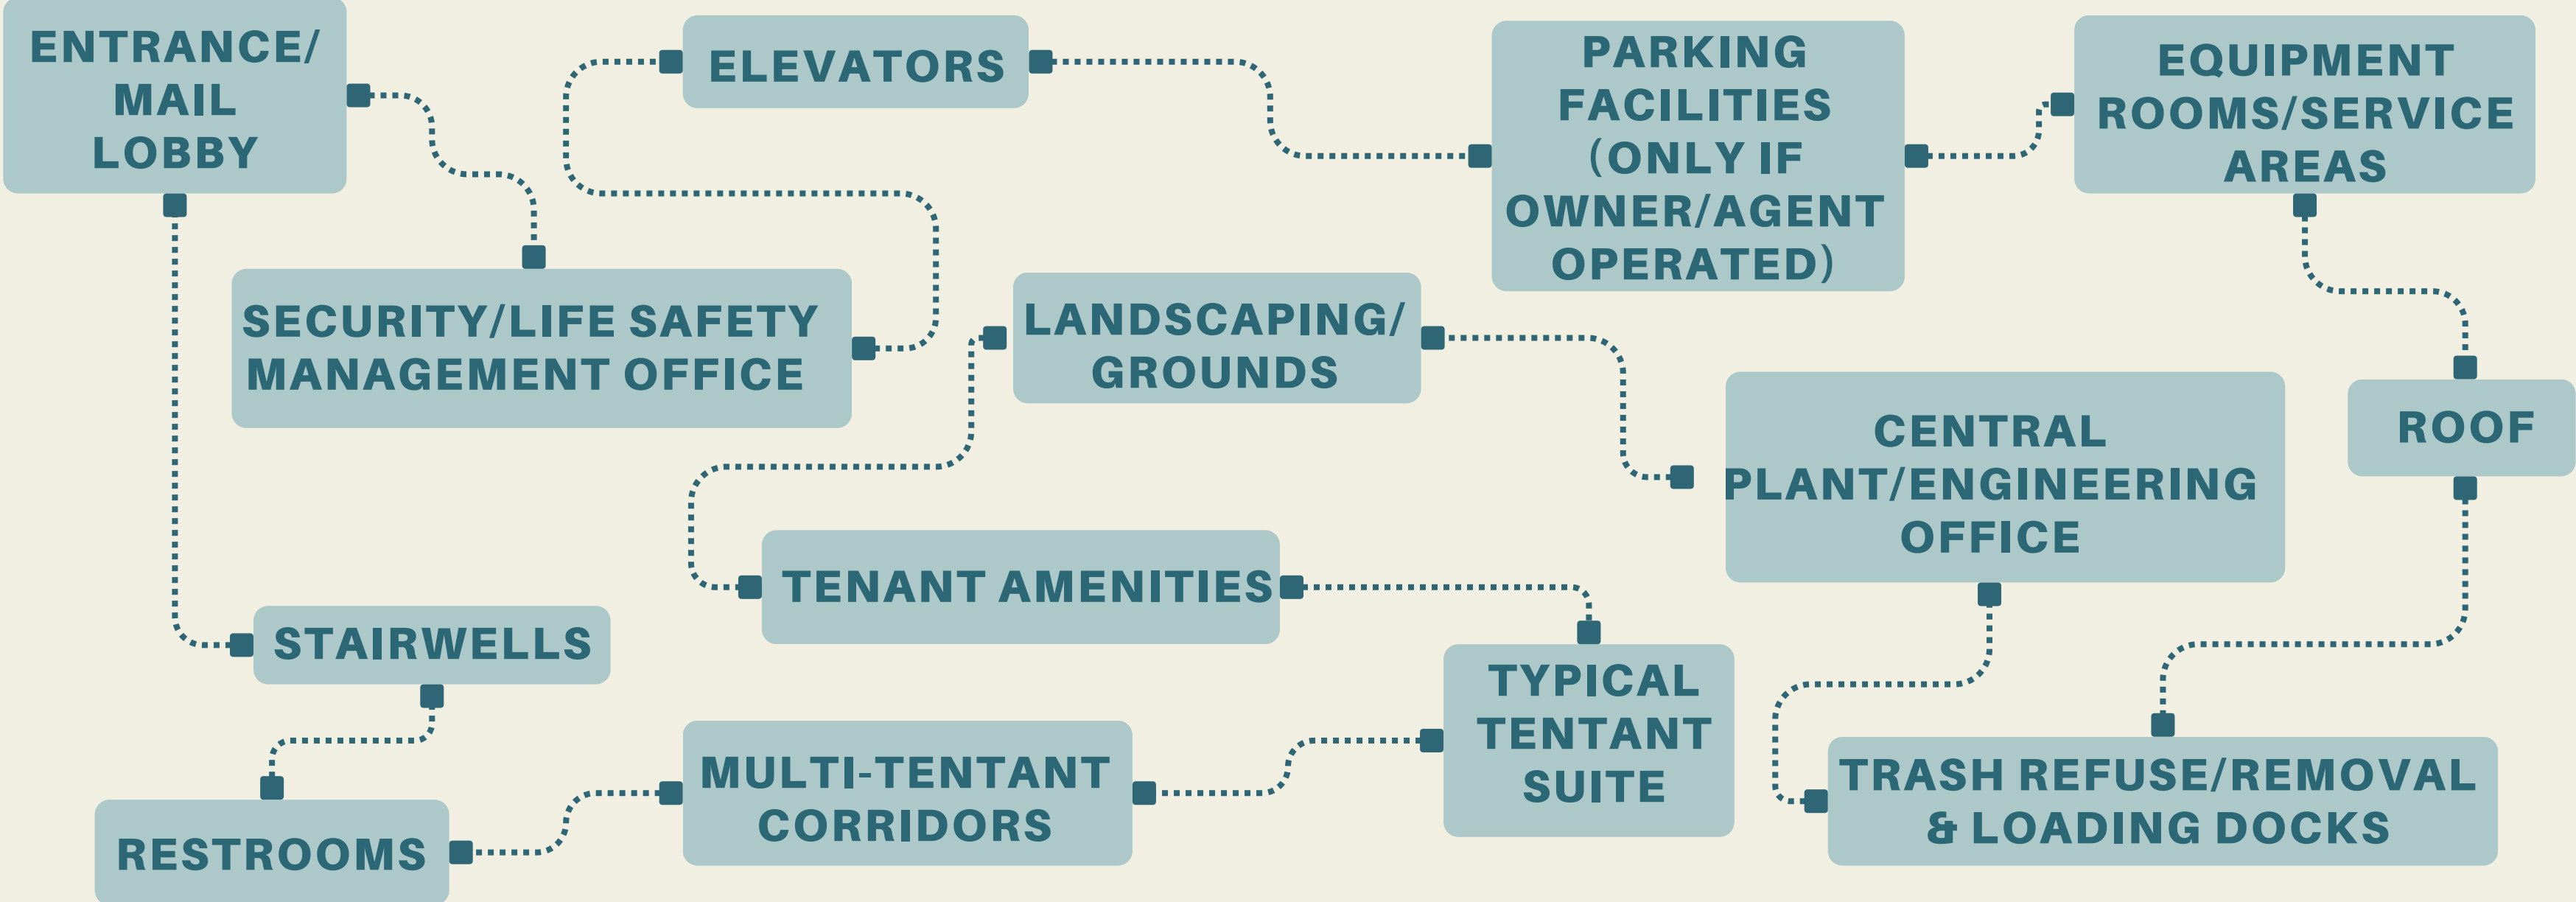 ENTRANCE/
MAIL
LOBBY
ELEVATORS
PARKING
FACILITIES
(ONLY IF
OWNER/AGENT
OPERATED)
EQUIPMENT
ROOMS/SERVICE
AREAS
SECURITY/LIFE SAFETY
MANAGEMENT OFFICE
LANDSCAPING/
GROUNDS
CENTRAL
PLANT/ENGINEERING
OFFICE
ROOF
TENANT AMENITIES
STAIRWELLS
TYPICAL
TENTANT
SUITE
MULTI-TENTANT
CORRIDORS
TRASH REFUSE/REMOVAL
& LOADING DOCKS
RESTROOMS